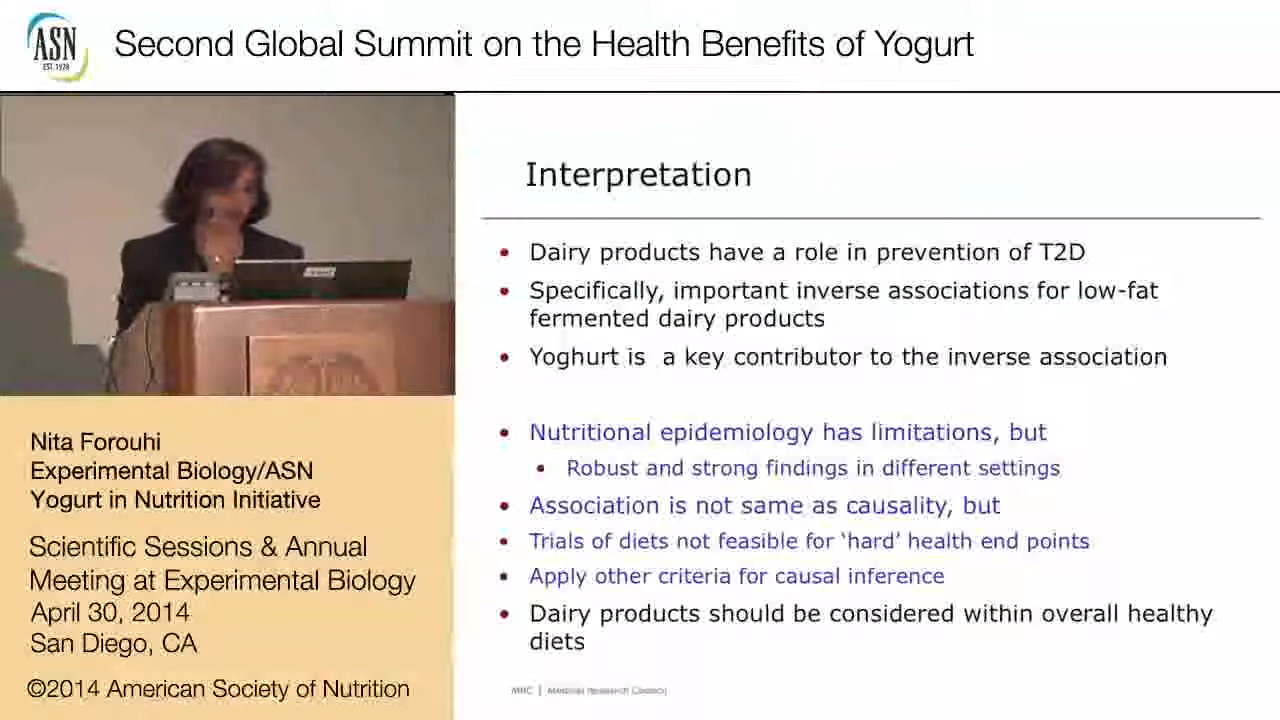 ASN
EST. 1928
Second Global Summit on the Health Benefits of Yogurt
Interpretation
• Dairy products have a role in prevention of T2D
• Specifically, important inverse associations for low-fat
fermented dairy products
• Yoghurt is a key contributor to the inverse association
• Nutritional epidemiology has limitations, but
• Robust and strong findings in different settings
• Association is not same as causality, but
• Trials of diets not feasible for ‘hard’ health end points
• Apply other criteria for causal inference
• Dairy products should be considered within overall healthy
diets
MRC | Medical Research Council
Nita Forouhi
Experimental Biology/ASN
Yogurt in Nutrition Initiative
Scientific Sessions & Annual
Meeting at Experimental Biology
April 30, 2014
San Diego, CA
©2014 American Society of Nutrition